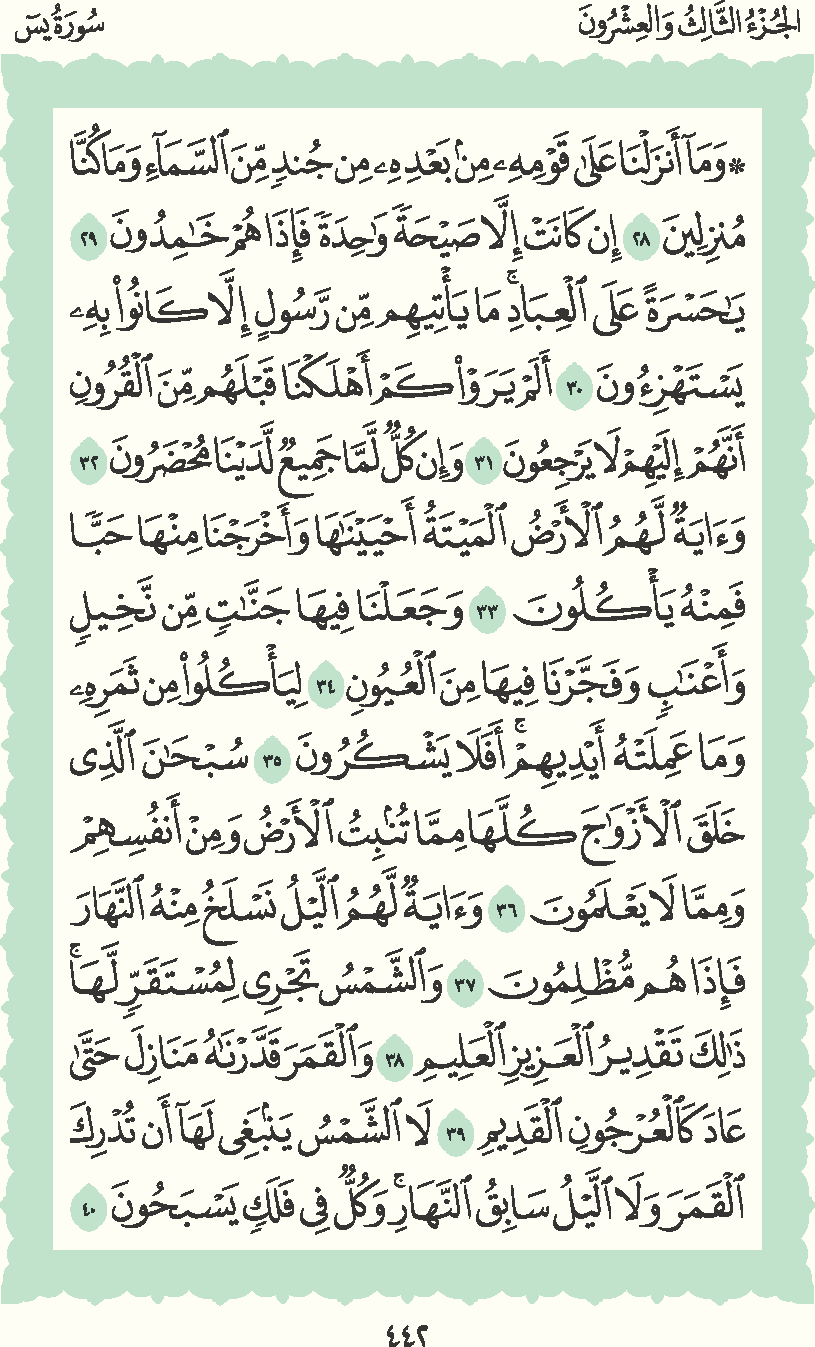 الجُزْءُ الثَّالِثُ وَالعِشْرُونَ
سُورَةُ يسٓ
۞ وَمَآ أَنزَلْنَا عَلَىٰ قَوْمِهِۦ مِنۢ بَعْدِهِۦ مِن جُندٍ مِّنَ ٱلسَّمَآءِ وَمَا كُنَّا
مُنزِلِينَ ٢٨ إِن كَانَتْ إِلَّا صَيْحَةً وَٰحِدَةً فَإِذَا هُمْ خَـٰمِدُونَ ٢٩
يَـٰحَسْرَةً عَلَى ٱلْعِبَادِ ۚ مَا يَأْتِيهِم مِّن رَّسُولٍ إِلَّا كَانُوا۟ بِهِۦ
يَسْتَهْزِءُونَ ٣٠ أَلَمْ يَرَوْا۟ كَمْ أَهْلَكْنَا قَبْلَهُم مِّنَ ٱلْقُرُونِ
أَنَّهُمْ إِلَيْهِمْ لَا يَرْجِعُونَ ٣١ وَإِن كُلٌّ لَّمَّا جَمِيعٌ لَّدَيْنَا مُحْضَرُونَ ٣٢
وَءَايَةٌ لَّهُمُ ٱلْأَرْضُ ٱلْمَيْتَةُ أَحْيَيْنَـٰهَا وَأَخْرَجْنَا مِنْهَا حَبًّا
فَمِنْهُ يَأْكُلُونَ ٣٣ وَجَعَلْنَا فِيهَا جَنَّـٰتٍ مِّن نَّخِيلٍ
وَأَعْنَـٰبٍ وَفَجَّرْنَا فِيهَا مِنَ ٱلْعُيُونِ ٣٤ لِيَأْكُلُوا۟ مِن ثَمَرِهِۦ
وَمَا عَمِلَتْهُ أَيْدِيهِمْ ۚ أَفَلَا يَشْكُرُونَ ٣٥ سُبْحَـٰنَ ٱلَّذِى
خَلَقَ ٱلْأَزْوَٰجَ كُلَّهَا مِمَّا تُنۢبِتُ ٱلْأَرْضُ وَمِنْ أَنفُسِهِمْ
وَمِمَّا لَا يَعْلَمُونَ ٣٦ وَءَايَةٌ لَّهُمُ ٱلَّيْلُ نَسْلَخُ مِنْهُ ٱلنَّهَارَ
فَإِذَا هُم مُّظْلِمُونَ ٣٧ وَٱلشَّمْسُ تَجْرِى لِمُسْتَقَرٍّ لَّهَا ۚ
ذَٰلِكَ تَقْدِيرُ ٱلْعَزِيزِ ٱلْعَلِيمِ ٣٨ وَٱلْقَمَرَ قَدَّرْنَـٰهُ مَنَازِلَ حَتَّىٰ
عَادَ كَٱلْعُرْجُونِ ٱلْقَدِيمِ ٣٩ لَا ٱلشَّمْسُ يَنۢبَغِى لَهَآ أَن تُدْرِكَ
ٱلْقَمَرَ وَلَا ٱلَّيْلُ سَابِقُ ٱلنَّهَارِ ۚ وَكُلٌّ فِى فَلَكٍ يَسْبَحُونَ ٤٠
٤٤٢